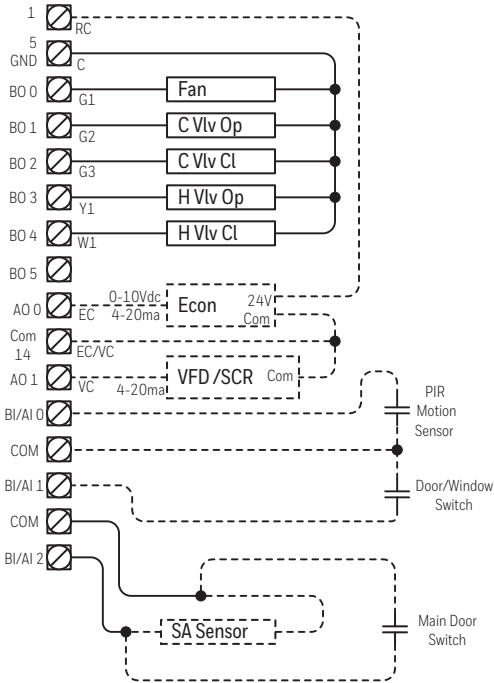 1
RC
5
GND
C
BO 0
G1
Fan
BO 1
G2
C Vlv Op
BO 2
G3
C Vlv Cl
BO 3
Y1
H Vlv Op
BO 4
W1
H Vlv Cl
BO 5
AO 0
EC
0-10Vdc
4-20ma
Econ
24V
Com
Com
14
EC/VC
AO 1
VC
4-20ma
VFD /SCR
Com
BI/AI 0
PIR
Motion
Sensor
COM
BI/AI 1
Door/Window
Switch
COM
BI/AI 2
SA Sensor
Main Door
Switch